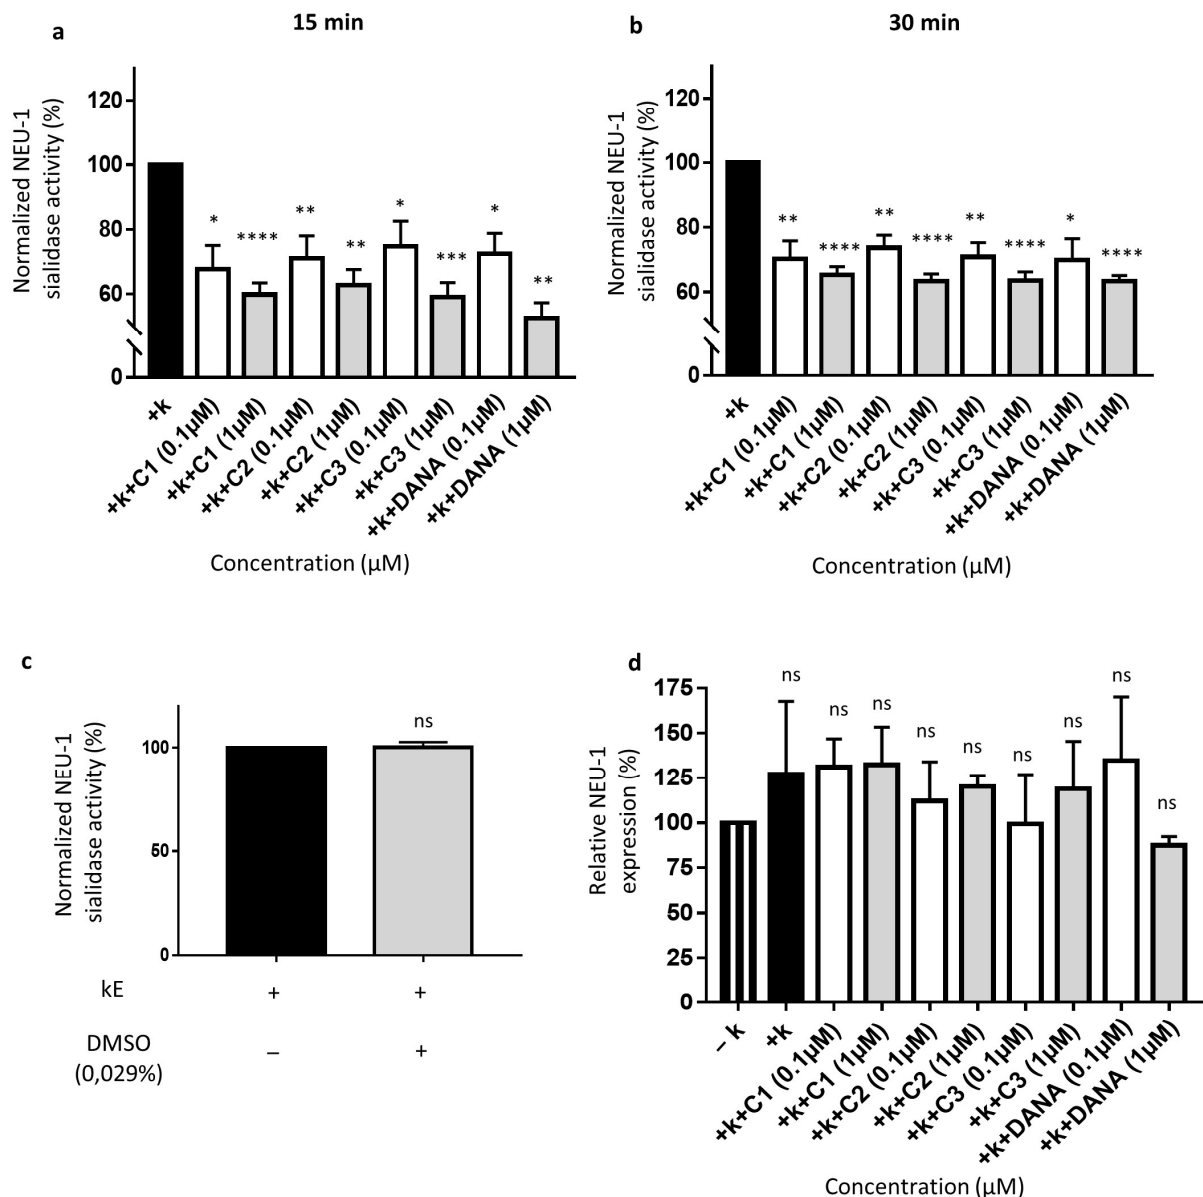 a
15 min
Normalized NEU-1
sialidase activity (%)
120
100
80
60
0
*
****
**
**
*
***
*
**
+k
+k+C1 (0.1µM)
+k+C1 (1µM)
+k+C2 (0.1µM)
+k+C2 (1µM)
+k+C3 (0.1µM)
+k+C3 (1µM)
+k+DANA (0.1µM)
+k+DANA (1µM)
Concentration (µM)
b
30 min
Normalized NEU-1
sialidase activity (%)
120
100
80
60
0
**
****
**
****
**
****
*
****
+k
+k+C1 (0.1µM)
+k+C1 (1µM)
+k+C2 (0.1µM)
+k+C2 (1µM)
+k+C3 (0.1µM)
+k+C3 (1µM)
+k+DANA (0.1µM)
+k+DANA (1µM)
Concentration (µM)
c
Normalized NEU-1
sialidase activity (%)
100
50
0
ns
kE + +
DMSO – +
(0,029%)
d
Relative NEU-1
expression (%)
175
150
125
100
75
50
25
0
ns
ns
ns
ns
ns
ns
ns
ns
ns
– k
+k
+k+C1 (0.1µM)
+k+C1 (1µM)
+k+C2 (0.1µM)
+k+C2 (1µM)
+k+C3 (0.1µM)
+k+C3 (1µM)
+k+DANA (0.1µM)
+k+DANA (1µM)
Concentration (µM)